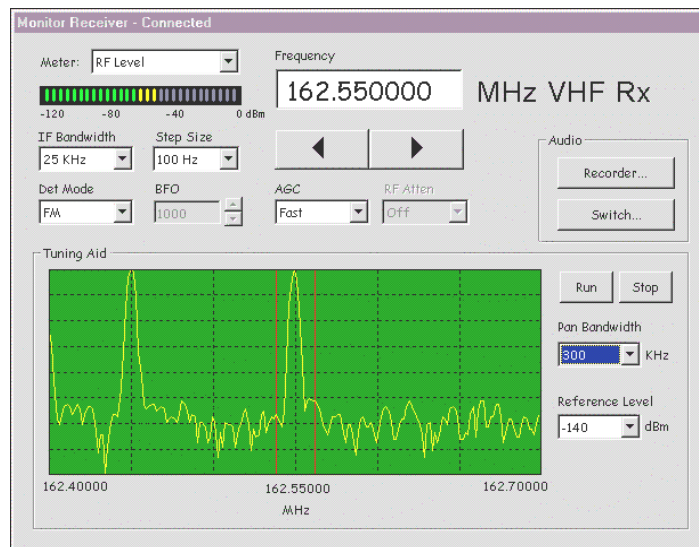 Monitor Receiver - Connected
Meter: RF Level
-120 -80 -40 0 dBm
Frequency
162.550000 MHz VHF Rx
IF Bandwidth Step Size
25 KHz 100 Hz
Det Mode BFO AGC RF Atten
FM 1000 Fast Off
Audio
Recorder...
Switch...
Tuning Aid
Run Stop
Pan Bandwidth
300 KHz
Reference Level
-140 dBm
162.40000 162.55000 162.70000
MHz